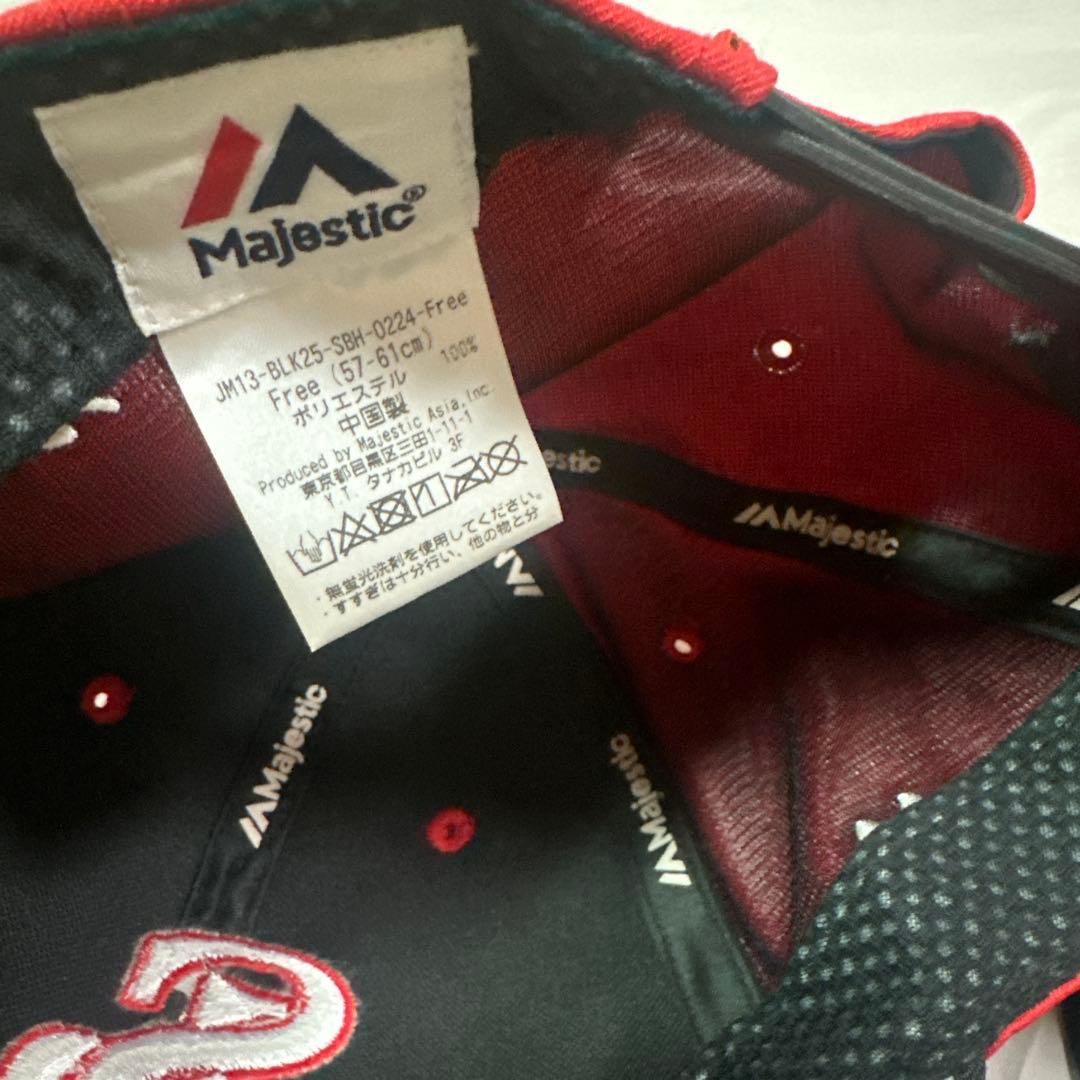 Majestic®
JM13-BLK25-SBH-0224-Free
Free (57-61cm)
ポリエステル 100%
中国製
Produced by Majestic Asia, Inc.
東京都目黒区三田1-11-1
Y.T. タナカビル 3F
・無蛍光洗剤を使用してください。
・すすぎは十分行い、他の物と分
estic
Majestic
Majestic
Majestic